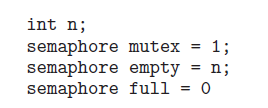 int n;
semaphore mutex = 1;
semaphore empty = n;
semaphore full = 0